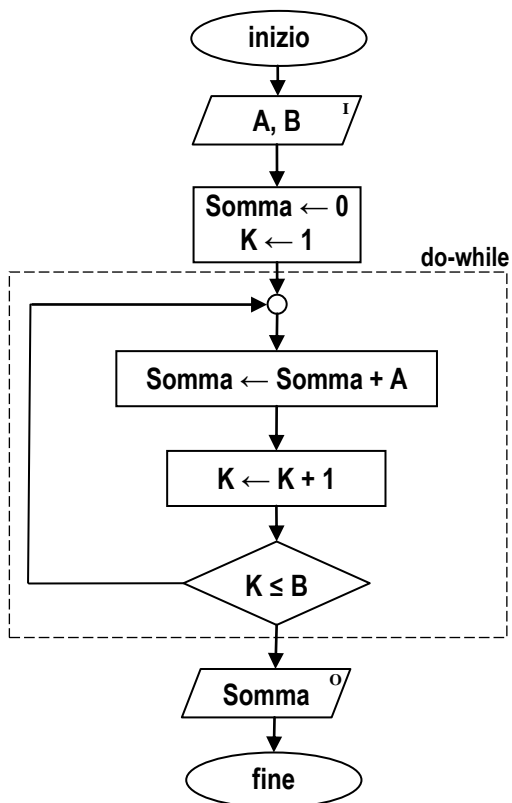 inizio
A, B
I
Somma ← 0
K ← 1
do-while
Somma ← Somma + A
K ← K + 1
K ≤ B
Somma
O
fine